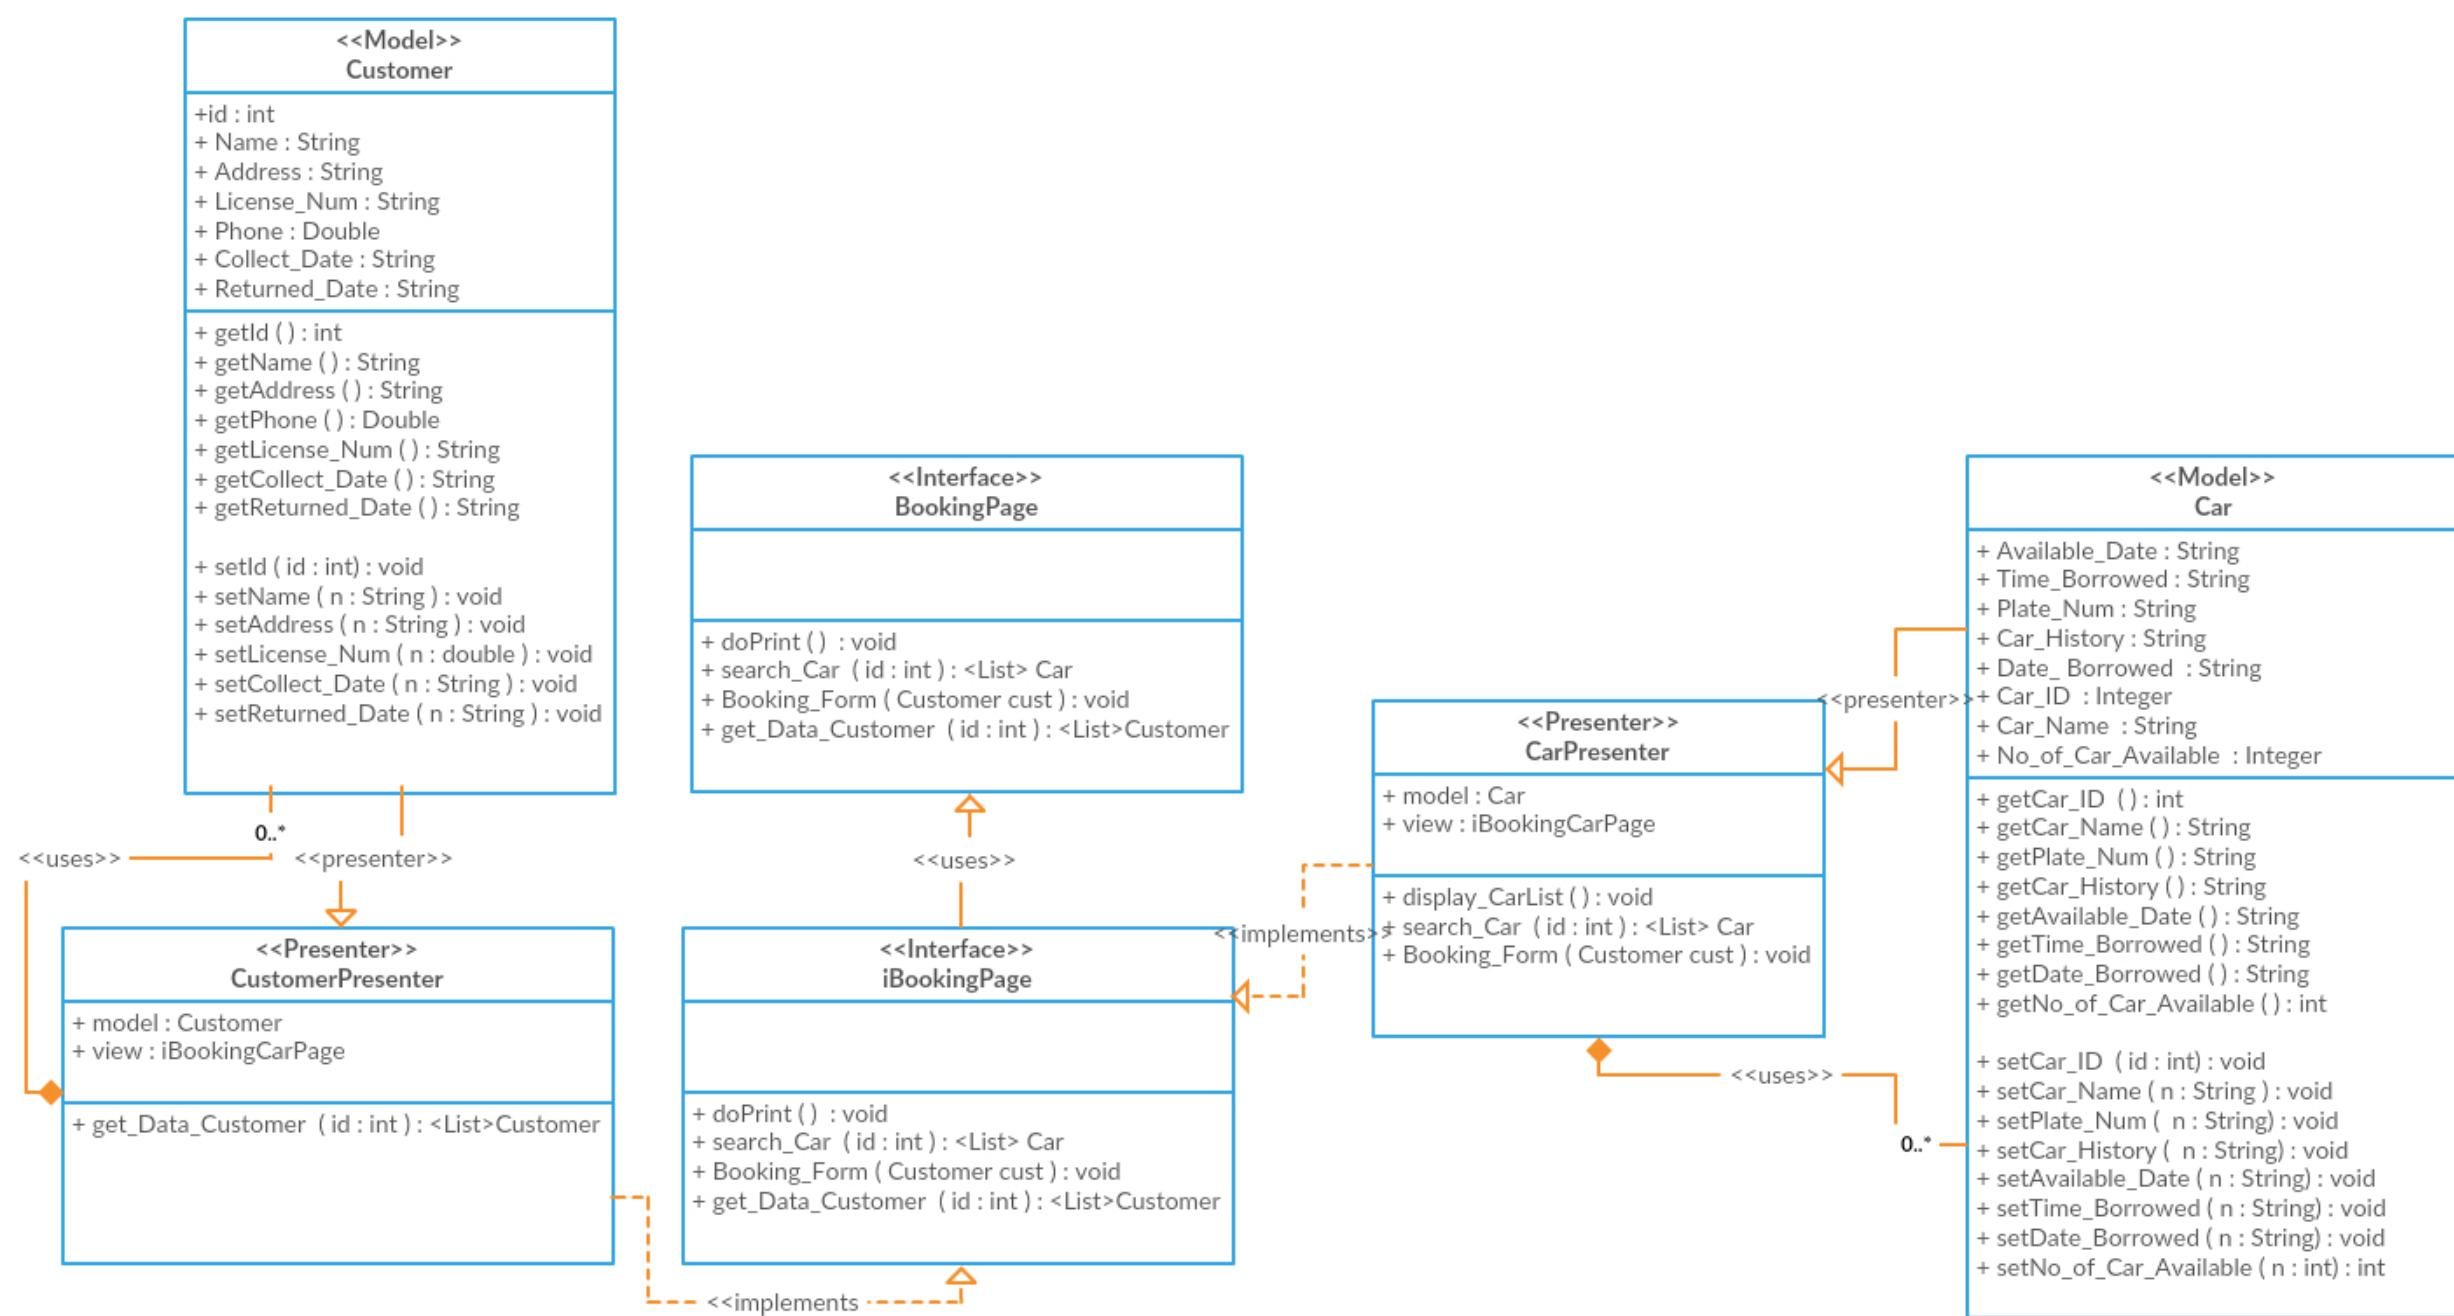 <<Model>>
Customer
+id : int
+ Name : String
+ Address : String
+ License_Num : String
+ Phone : Double
+ Collect_Date : String
+ Returned_Date : String
+ getId ( ) : int
+ getName ( ) : String
+ getAddress ( ) : String
+ getPhone ( ) : Double
+ getLicense_Num ( ) : String
+ getCollect_Date ( ) : String
+ getReturned_Date ( ) : String
+ setId ( id : int) : void
+ setName ( n : String ) : void
+ setAddress ( n : String ) : void
+ setLicense_Num ( n : double ) : void
+ setCollect_Date ( n : String ) : void
+ setReturned_Date ( n : String ) : void
0..*
<<uses>>
<<presenter>>
<<Presenter>>
CustomerPresenter
+ model : Customer
+ view : iBookingCarPage
+ get_Data_Customer ( id : int ) : <List>Customer
<<implements
<<Interface>>
BookingPage
+ doPrint ( ) : void
+ search_Car ( id : int ) : <List> Car
+ Booking_Form ( Customer cust ) : void
+ get_Data_Customer ( id : int ) : <List>Customer
<<uses>>
<<Interface>>
iBookingPage
+ doPrint ( ) : void
+ search_Car ( id : int ) : <List> Car
+ Booking_Form ( Customer cust ) : void
+ get_Data_Customer ( id : int ) : <List>Customer
<<implements>>
<<Presenter>>
CarPresenter
+ model : Car
+ view : iBookingCarPage
+ display_CarList ( ) : void
+ search_Car ( id : int ) : <List> Car
+ Booking_Form ( Customer cust ) : void
<<presenter>>
<<uses>>
0..*
<<Model>>
Car
+ Available_Date : String
+ Time_Borrowed : String
+ Plate_Num : String
+ Car_History : String
+ Date_ Borrowed : String
+ Car_ID : Integer
+ Car_Name : String
+ No_of_Car_Available : Integer
+ getCar_ID ( ) : int
+ getCar_Name ( ) : String
+ getPlate_Num ( ) : String
+ getCar_History ( ) : String
+ getAvailable_Date ( ) : String
+ getTime_Borrowed ( ) : String
+ getDate_Borrowed ( ) : String
+ getNo_of_Car_Available ( ) : int
+ setCar_ID ( id : int) : void
+ setCar_Name ( n : String ) : void
+ setPlate_Num ( n : String) : void
+ setCar_History ( n : String) : void
+ setAvailable_Date ( n : String) : void
+ setTime_Borrowed ( n : String) : void
+ setDate_Borrowed ( n : String) : void
+ setNo_of_Car_Available ( n : int) : int